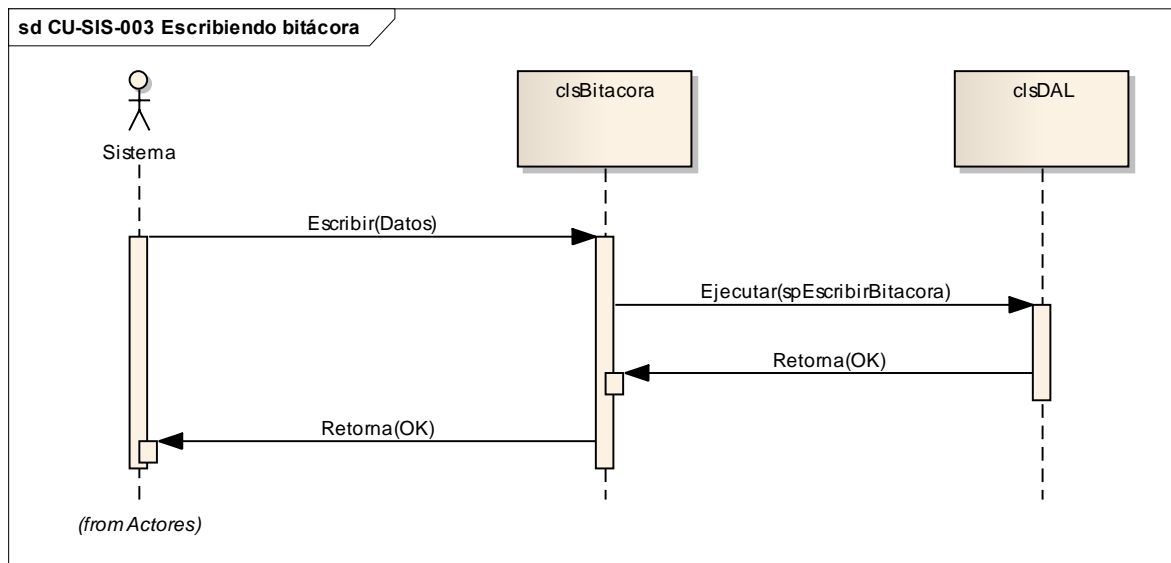 sd CU-SIS-003 Escribiendo bitácora
Sistema
clsBitacora
clsDAL
Escribir(Datos)
Ejecutar(spEscribirBitacora)
Retorna(OK)
Retorna(OK)
(from Actores)